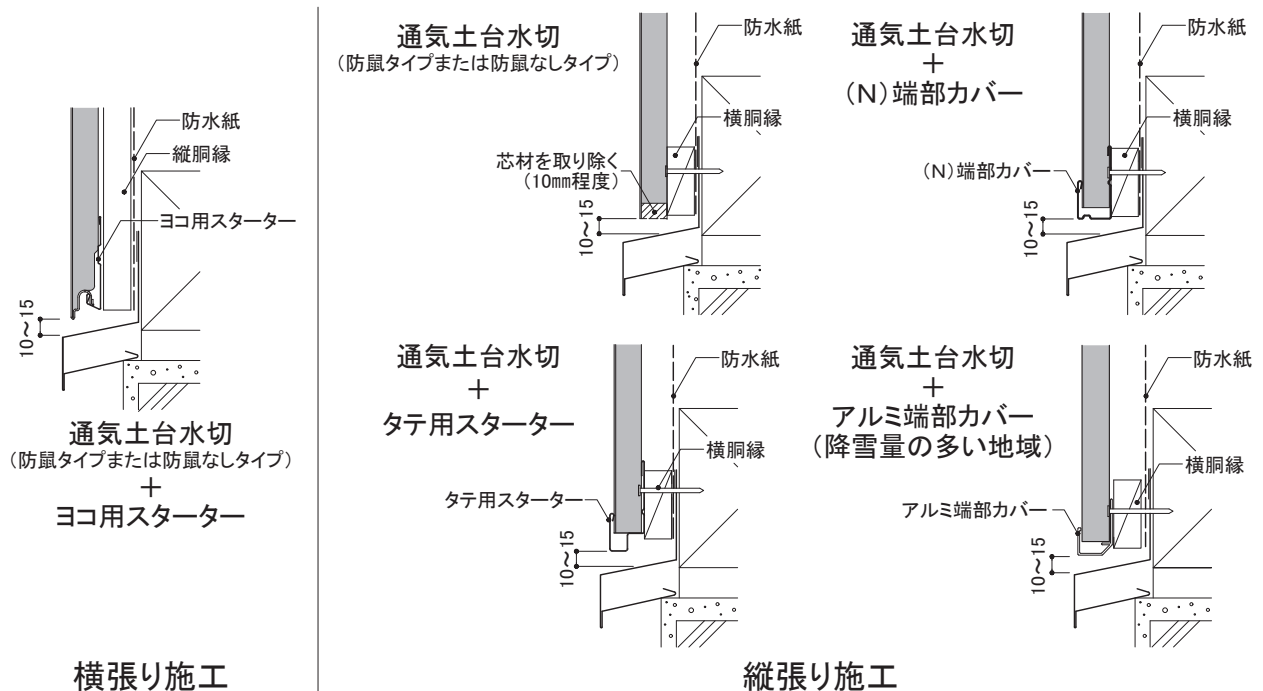 防水紙
縦胴縁
ヨコ用スターター
10～15
通気土台水切
(防鼠タイプまたは防鼠なしタイプ)
＋
ヨコ用スターター
横張り施工
通気土台水切
(防鼠タイプまたは防鼠なしタイプ)
防水紙
横胴縁
芯材を取り除く
(10mm程度)
10～15
通気土台水切
＋
(N)端部カバー
防水紙
横胴縁
(N)端部カバー
10～15
通気土台水切
＋
タテ用スターター
防水紙
横胴縁
タテ用スターター
10～15
通気土台水切
＋
アルミ端部カバー
(降雪量の多い地域)
防水紙
横胴縁
アルミ端部カバー
10～15
縦張り施工